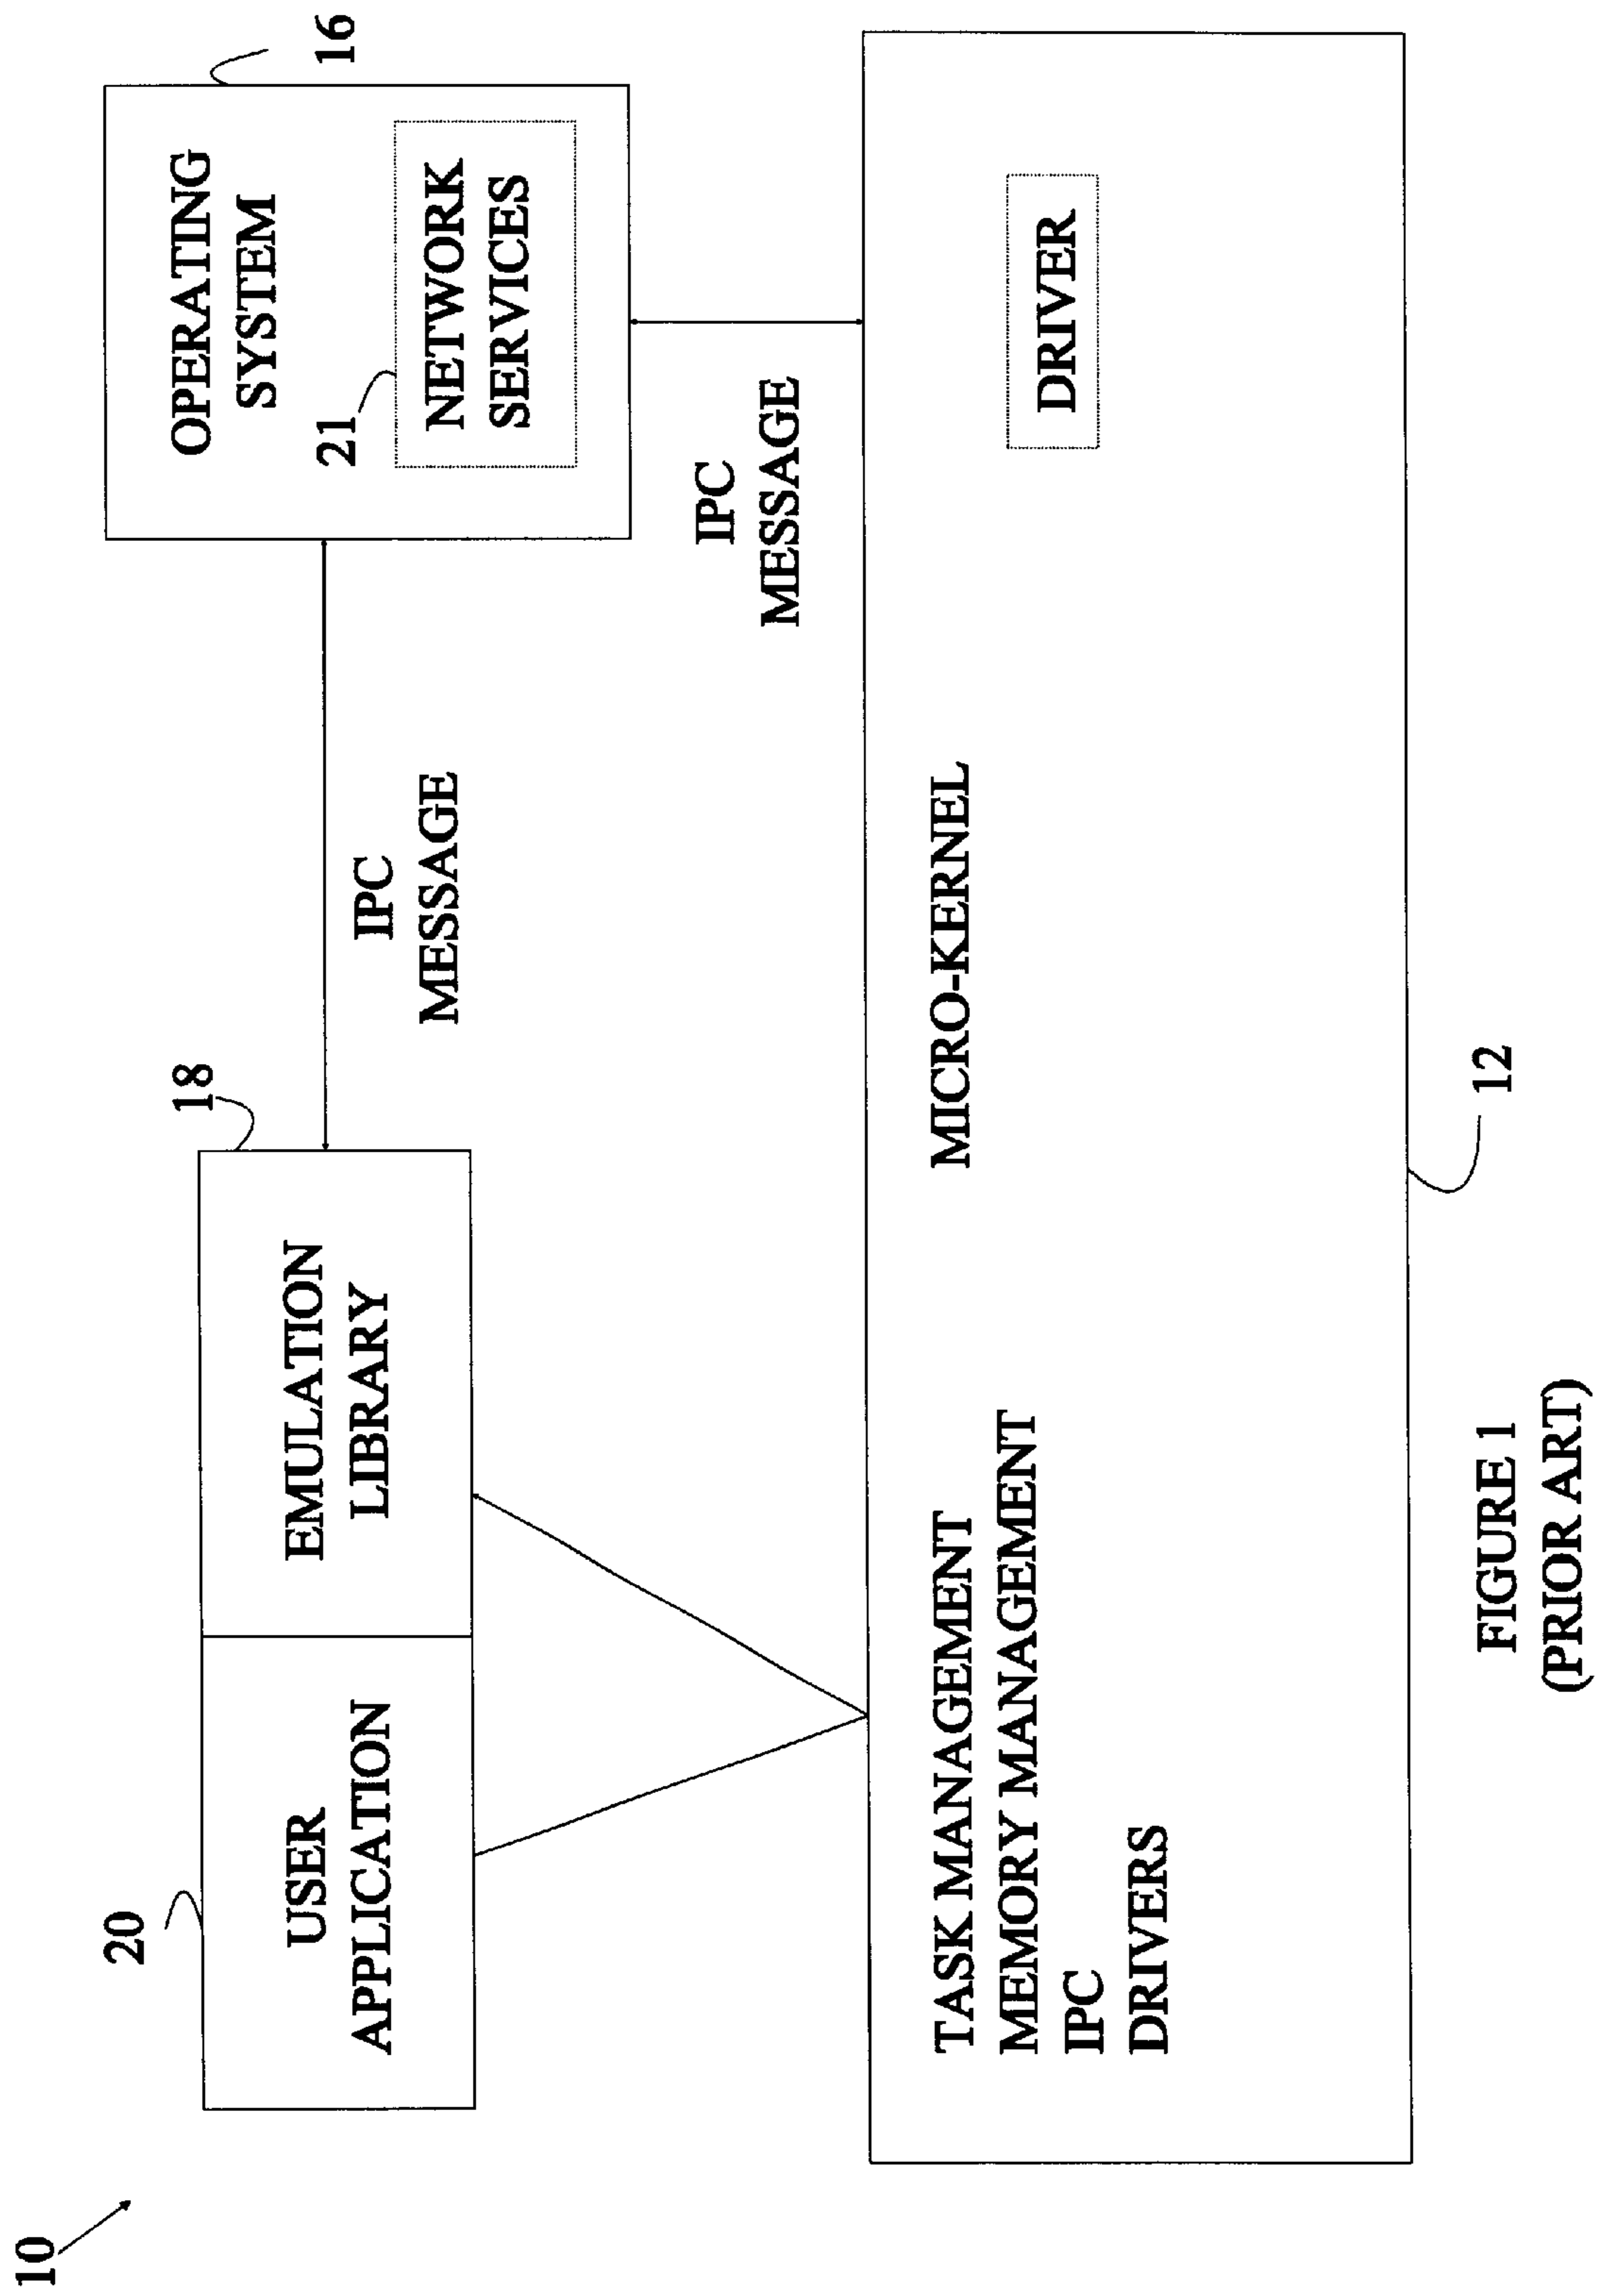 10
20
USER
APPLICATION
18
EMULATION
LIBRARY
IPC
MESSAGE
16
OPERATING
SYSTEM
21
NETWORK
SERVICES
IPC
MESSAGE
TASK MANAGEMENT
MEMORY MANAGEMENT
IPC
DRIVERS
MICRO-KERNEL
DRIVER
12
FIGURE 1
(PRIOR ART)